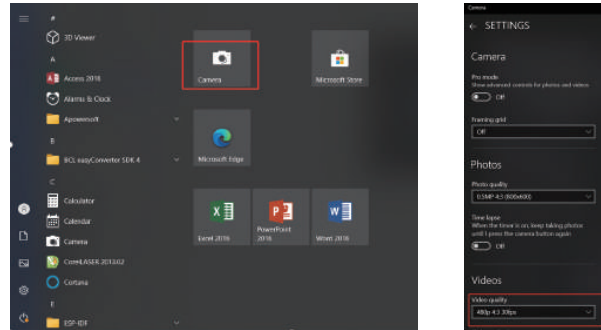 #
3D Viewer
A
Access 2016
Alarms & Clock
Apowersoft
B
BCL easyConverter SDK 4
C
Calculator
Calendar
Camera
CorelLASER 2013.02
Cortana
E
ESP-IDF
Camera
Microsoft Store
Microsoft Edge
Excel 2016
PowerPoint
2016
Word 2016
Camera
← SETTINGS
Camera
Pro mode
Show advanced controls for photos and videos
Off
Framing grid
Off
Photos
Photo quality
0.5MP 4:3 (800x600)
Time lapse
When the timer is on, keep taking photos
until I press the camera button again
Off
Videos
Video quality
480p 4:3 30fps